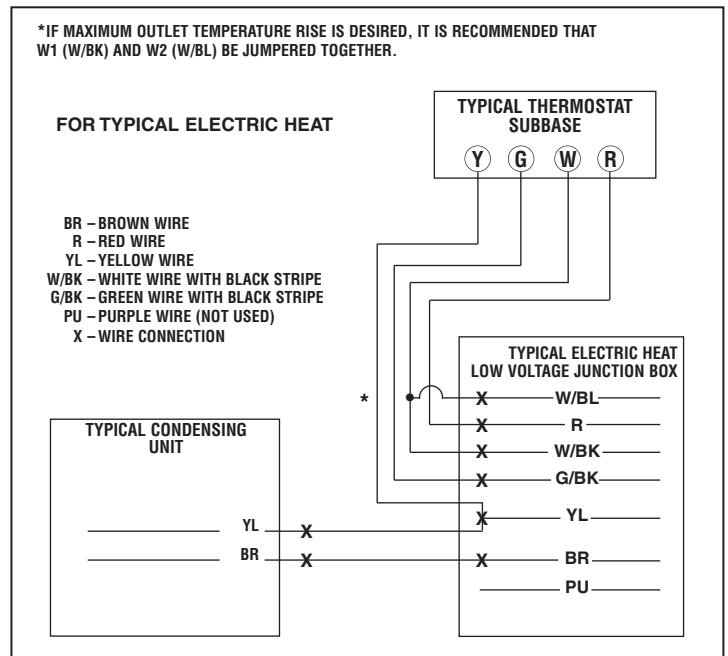 *IF MAXIMUM OUTLET TEMPERATURE RISE IS DESIRED, IT IS RECOMMENDED THAT
W1 (W/BK) AND W2 (W/BL) BE JUMPERED TOGETHER.
FOR TYPICAL ELECTRIC HEAT
TYPICAL THERMOSTAT
SUBBASE
Y G W R
BR – BROWN WIRE
R – RED WIRE
YL – YELLOW WIRE
W/BK – WHITE WIRE WITH BLACK STRIPE
G/BK – GREEN WIRE WITH BLACK STRIPE
PU – PURPLE WIRE (NOT USED)
X – WIRE CONNECTION
TYPICAL ELECTRIC HEAT
LOW VOLTAGE JUNCTION BOX
* X W/BL
X R
X W/BK
X G/BK
X YL
X BR
PU
TYPICAL CONDENSING
UNIT
YL X
BR X